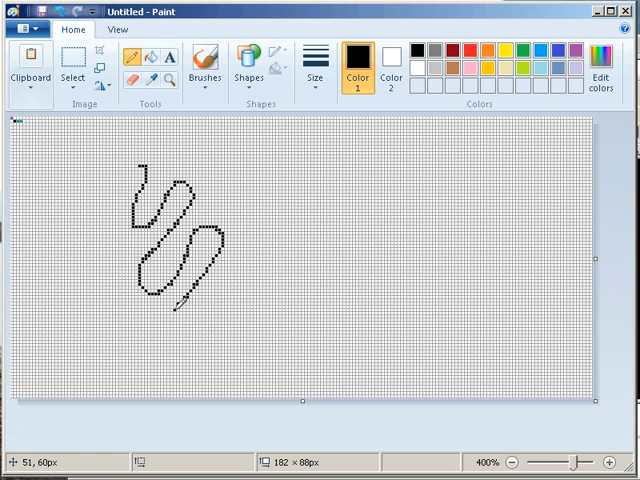 Untitled - Paint
Home View
Clipboard
Select
Image
A
Tools
Brushes
Shapes
Shapes
Size
Color 1
Color 2
Edit colors
Colors
51, 60px
182 × 88px
400%